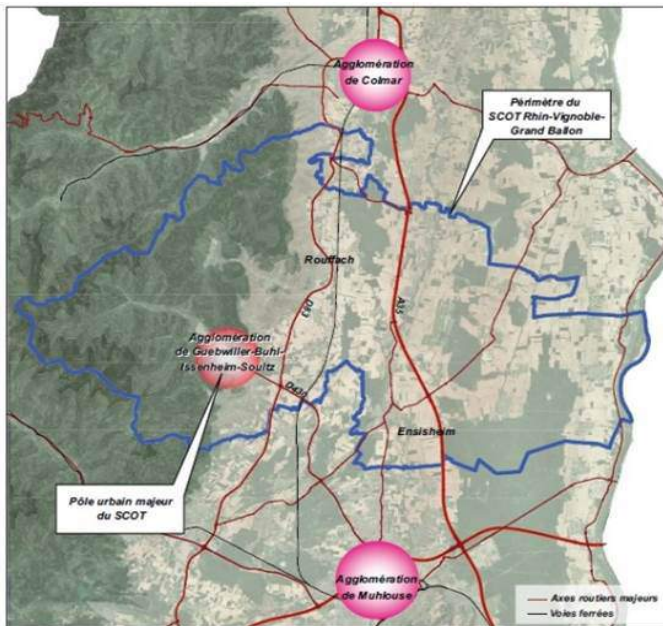 Agglomération
de Colmar
Périmètre du
SCOT Rhin-Vignoble-
Grand Ballon
Rouffach
D83
A35
Agglomération
de Guebwiller-Buhl-
Issenheim-Soultz
D430
Ensisheim
Pôle urbain majeur
du SCOT
Agglomération
de Muhlouse
Axes routiers majeurs
Voies ferrées